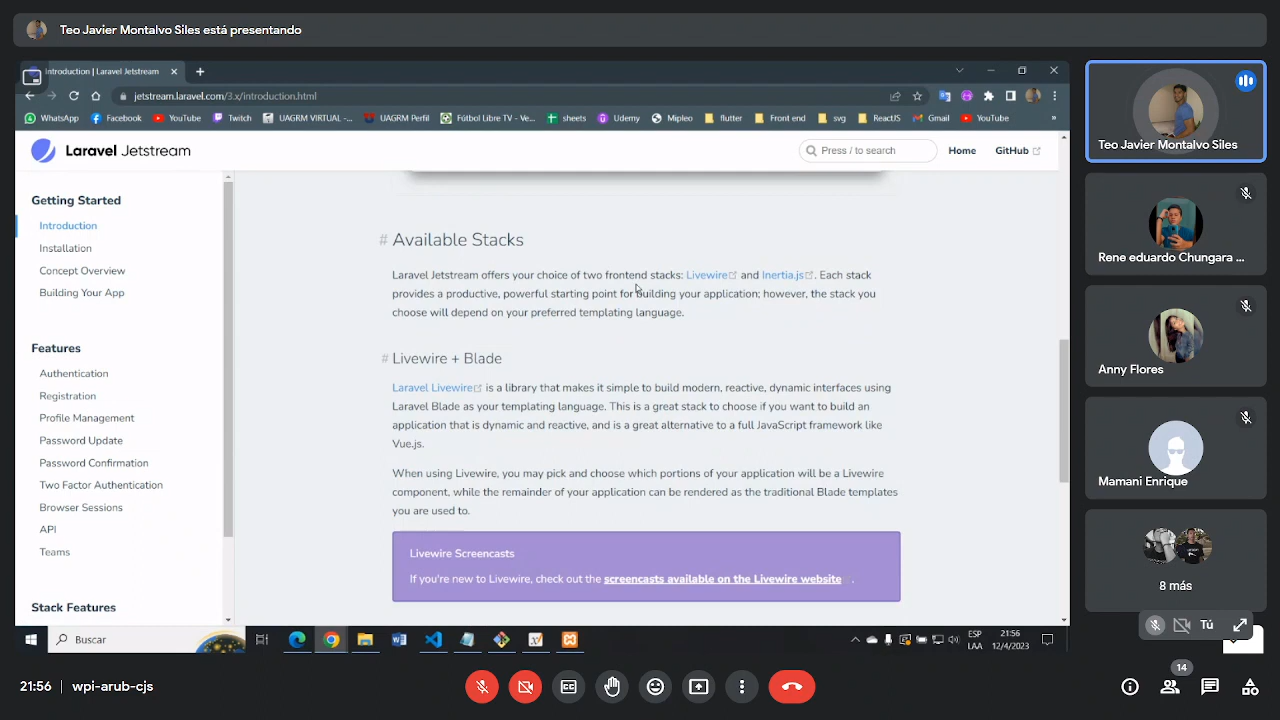 Teo Javier Montalvo Siles está presentando
Introduction | Laravel Jetstream
jetstream.laravel.com/3.x/introduction.html
WhatsApp
Facebook
YouTube
Twitch
UAGRM VIRTUAL -...
UAGRM Perfil
Fútbol Libre TV - Ve...
sheets
Udemy
Mipleo
flutter
Front end
svg
ReactJS
Gmail
YouTube
»
Laravel Jetstream
Press / to search
Home
GitHub
Getting Started
Introduction
Installation
Concept Overview
Building Your App
Features
Authentication
Registration
Profile Management
Password Update
Password Confirmation
Two Factor Authentication
Browser Sessions
API
Teams
Stack Features
# Available Stacks
Laravel Jetstream offers your choice of two frontend stacks: Livewire and Inertia.js. Each stack
provides a productive, powerful starting point for building your application; however, the stack you
choose will depend on your preferred templating language.
# Livewire + Blade
Laravel Livewire is a library that makes it simple to build modern, reactive, dynamic interfaces using
Laravel Blade as your templating language. This is a great stack to choose if you want to build an
application that is dynamic and reactive, and is a great alternative to a full JavaScript framework like
Vue.js.
When using Livewire, you may pick and choose which portions of your application will be a Livewire
component, while the remainder of your application can be rendered as the traditional Blade templates
you are used to.
Livewire Screencasts
If you're new to Livewire, check out the screencasts available on the Livewire website .
Buscar
ESP
LAA
21:56
12/4/2023
Teo Javier Montalvo Siles
Rene eduardo Chungara ...
Anny Flores
Mamani Enrique
8 más
Tú
21:56 | wpi-arub-cjs
14